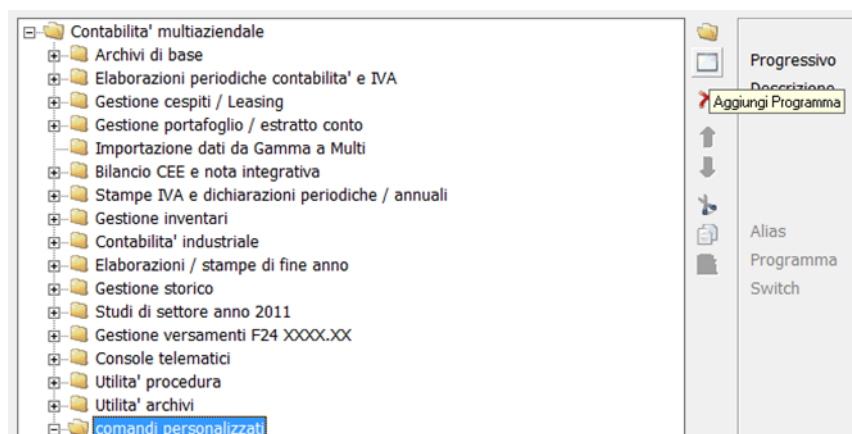 Contabilita' multiaziendale
Archivi di base
Elaborazioni periodiche contabilita' e IVA
Gestione cespiti / Leasing
Gestione portafoglio / estratto conto
Importazione dati da Gamma a Multi
Bilancio CEE e nota integrativa
Stampe IVA e dichiarazioni periodiche / annuali
Gestione inventari
Contabilita' industriale
Elaborazioni / stampe di fine anno
Gestione storico
Studi di settore anno 2011
Gestione versamenti F24 XXXX.XX
Console telematici
Utilita' procedura
Utilita' archivi
comandi personalizzati
Progressivo
Descrizione
Aggiungi Programma
Alias
Programma
Switch